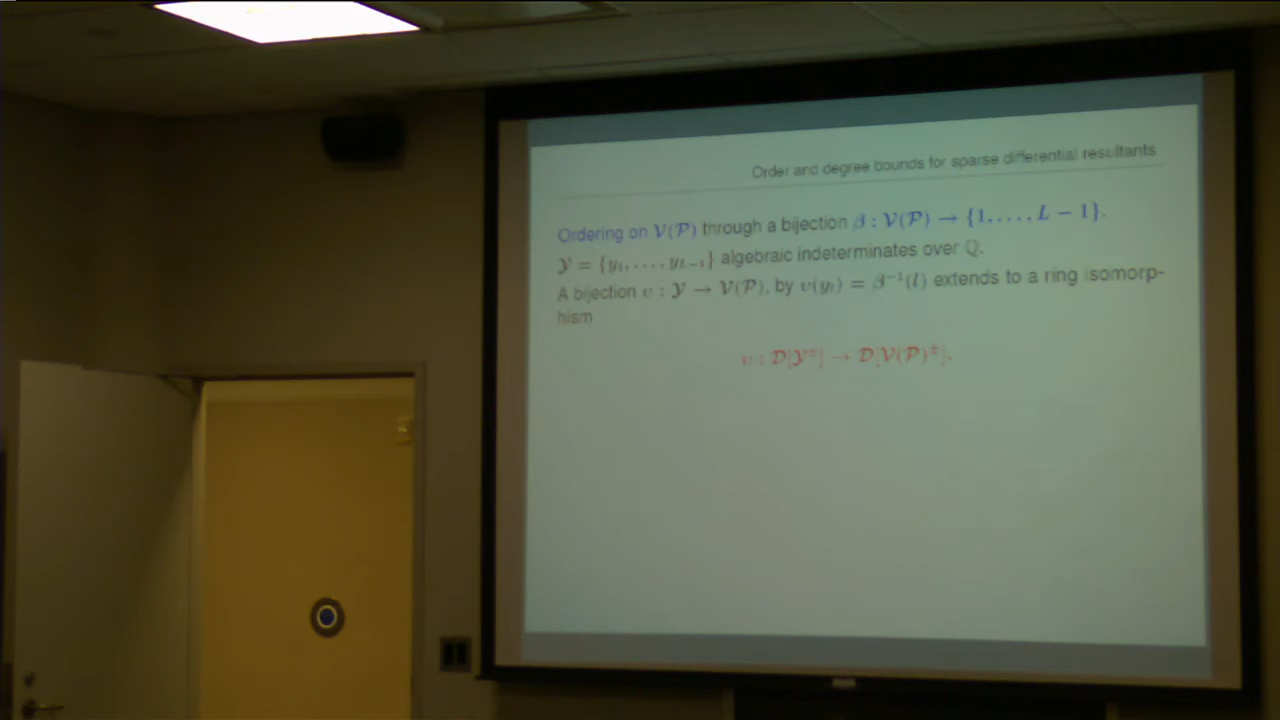 Order and degree bounds for sparse differential resultants
Ordering on 𝒱(𝒫) through a bijection β : 𝒱(𝒫) → {1, . . . , L − 1}.
𝒴 = {y₁, . . . , y_{L−1}} algebraic indeterminates over ℚ.
A bijection υ : 𝒴 → 𝒱(𝒫), by υ(y_l) = β⁻¹(l) extends to a ring isomorp-
hism
υ : 𝒟[𝒴^±] → 𝒟[𝒱(𝒫)^±].